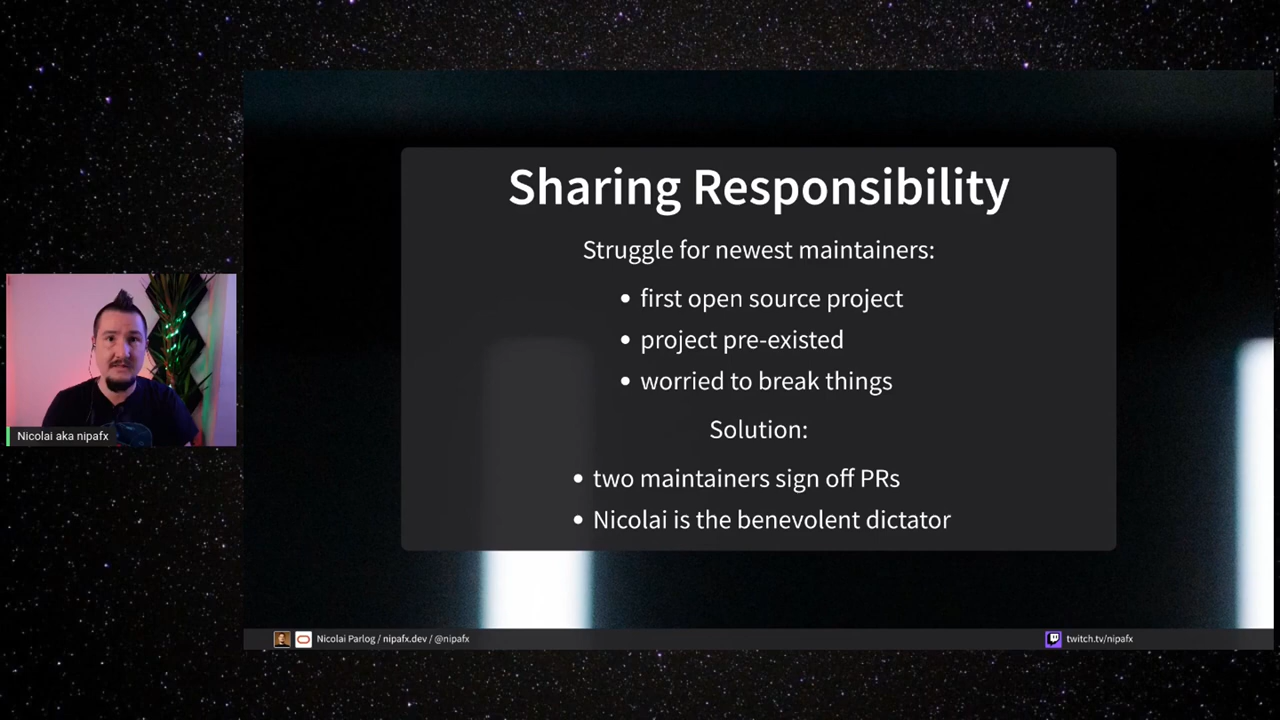 Sharing Responsibility
Struggle for newest maintainers:
• first open source project
• project pre-existed
• worried to break things
Solution:
• two maintainers sign off PRs
• Nicolai is the benevolent dictator
Nicolai aka nipafx
Nicolai Parlog / nipafx.dev / @nipafx
twitch.tv/nipafx